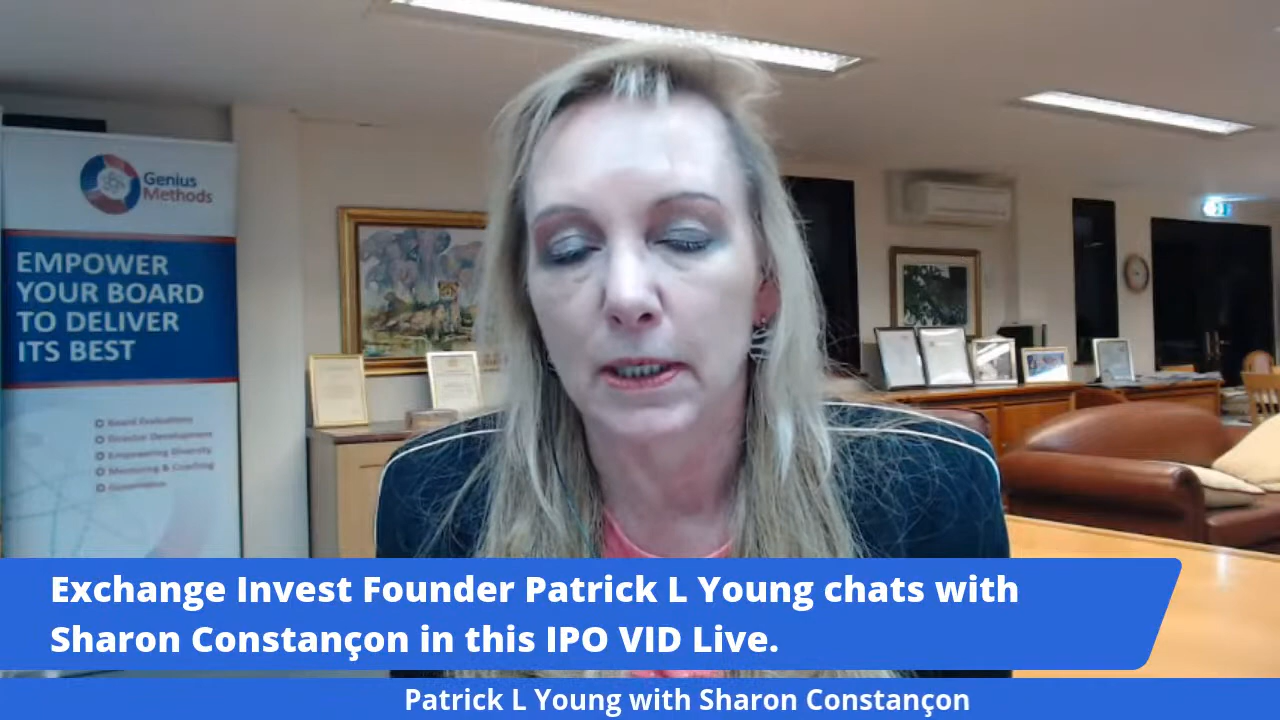 Genius
Methods
EMPOWER
YOUR BOARD
TO DELIVER
ITS BEST
Board Evaluations
Director Development
Empowering Diversity
Mentoring & Coaching
Governance
Exchange Invest Founder Patrick L Young chats with
Sharon Constançon in this IPO VID Live.
Patrick L Young with Sharon Constançon